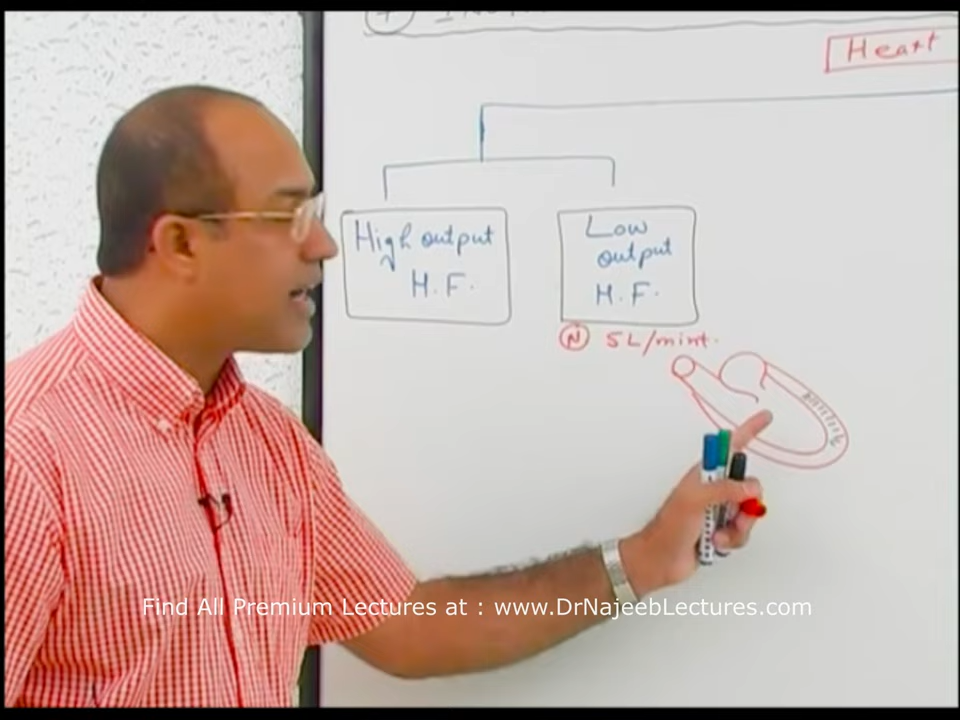 Heart
High output
H.F.
Low
output
H.F.
N 5L/mint.
Find All Premium Lectures at : www.DrNajeebLectures.com